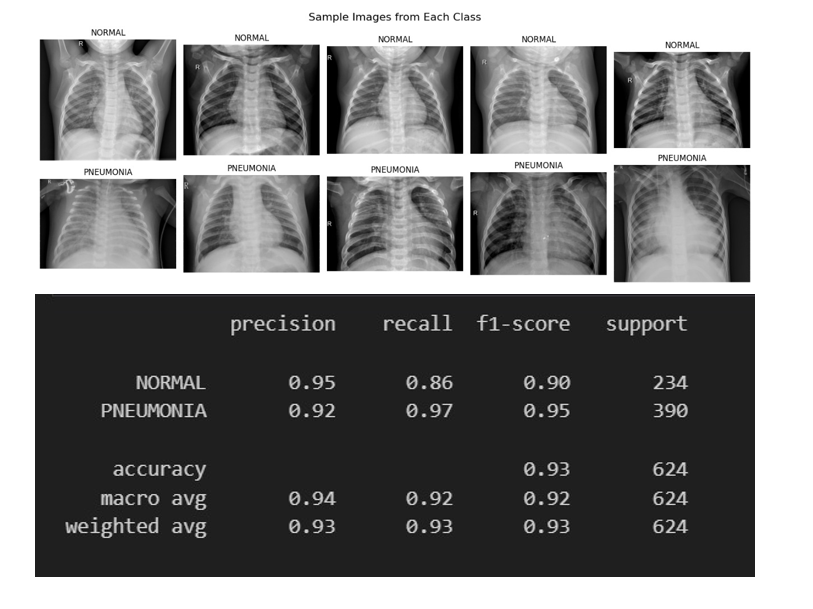 Sample Images from Each Class
NORMAL NORMAL NORMAL NORMAL NORMAL
R R R R R
PNEUMONIA PNEUMONIA PNEUMONIA PNEUMONIA PNEUMONIA
R R R
precision recall f1-score support
NORMAL 0.95 0.86 0.90 234
PNEUMONIA 0.92 0.97 0.95 390
accuracy 0.93 624
macro avg 0.94 0.92 0.92 624
weighted avg 0.93 0.93 0.93 624